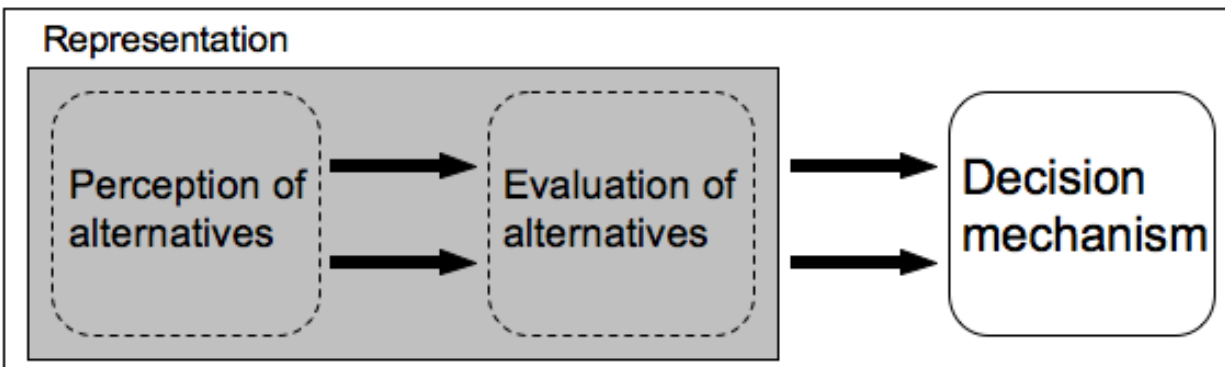 Representation
Perception of
alternatives
Evaluation of
alternatives
Decision
mechanism